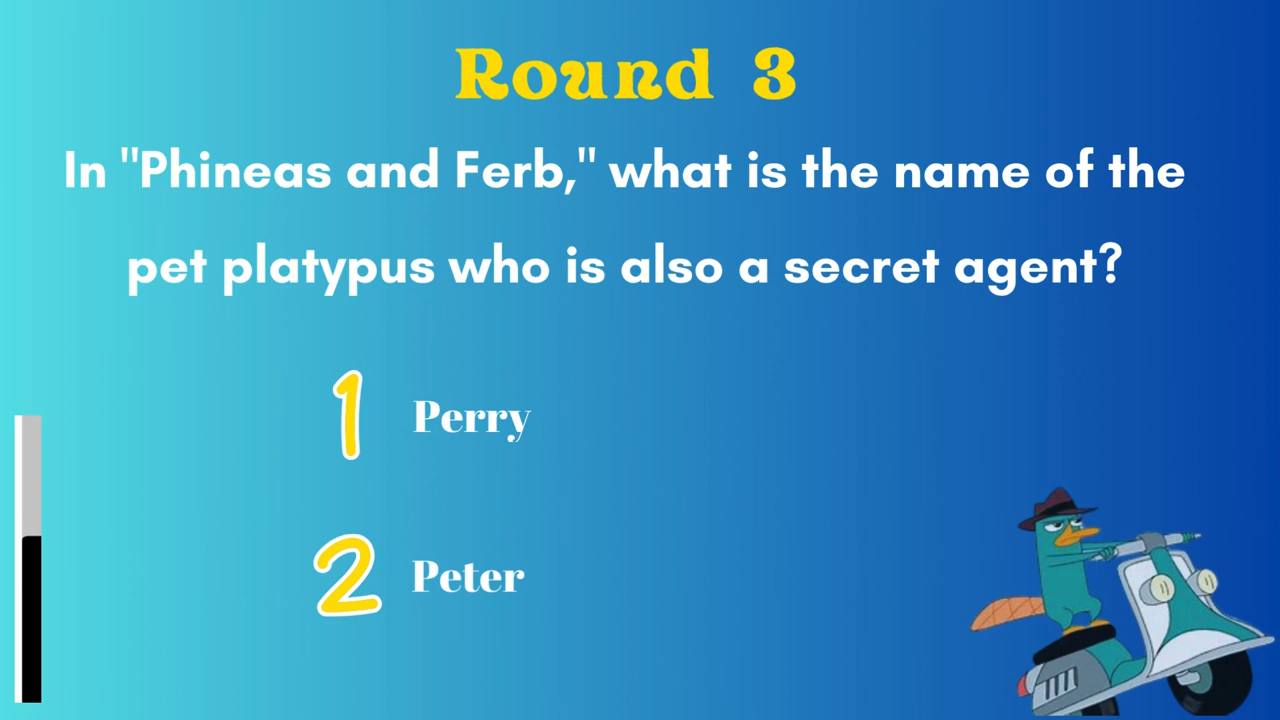 Round 3
In "Phineas and Ferb," what is the name of the
pet platypus who is also a secret agent?
1 Perry
2 Peter